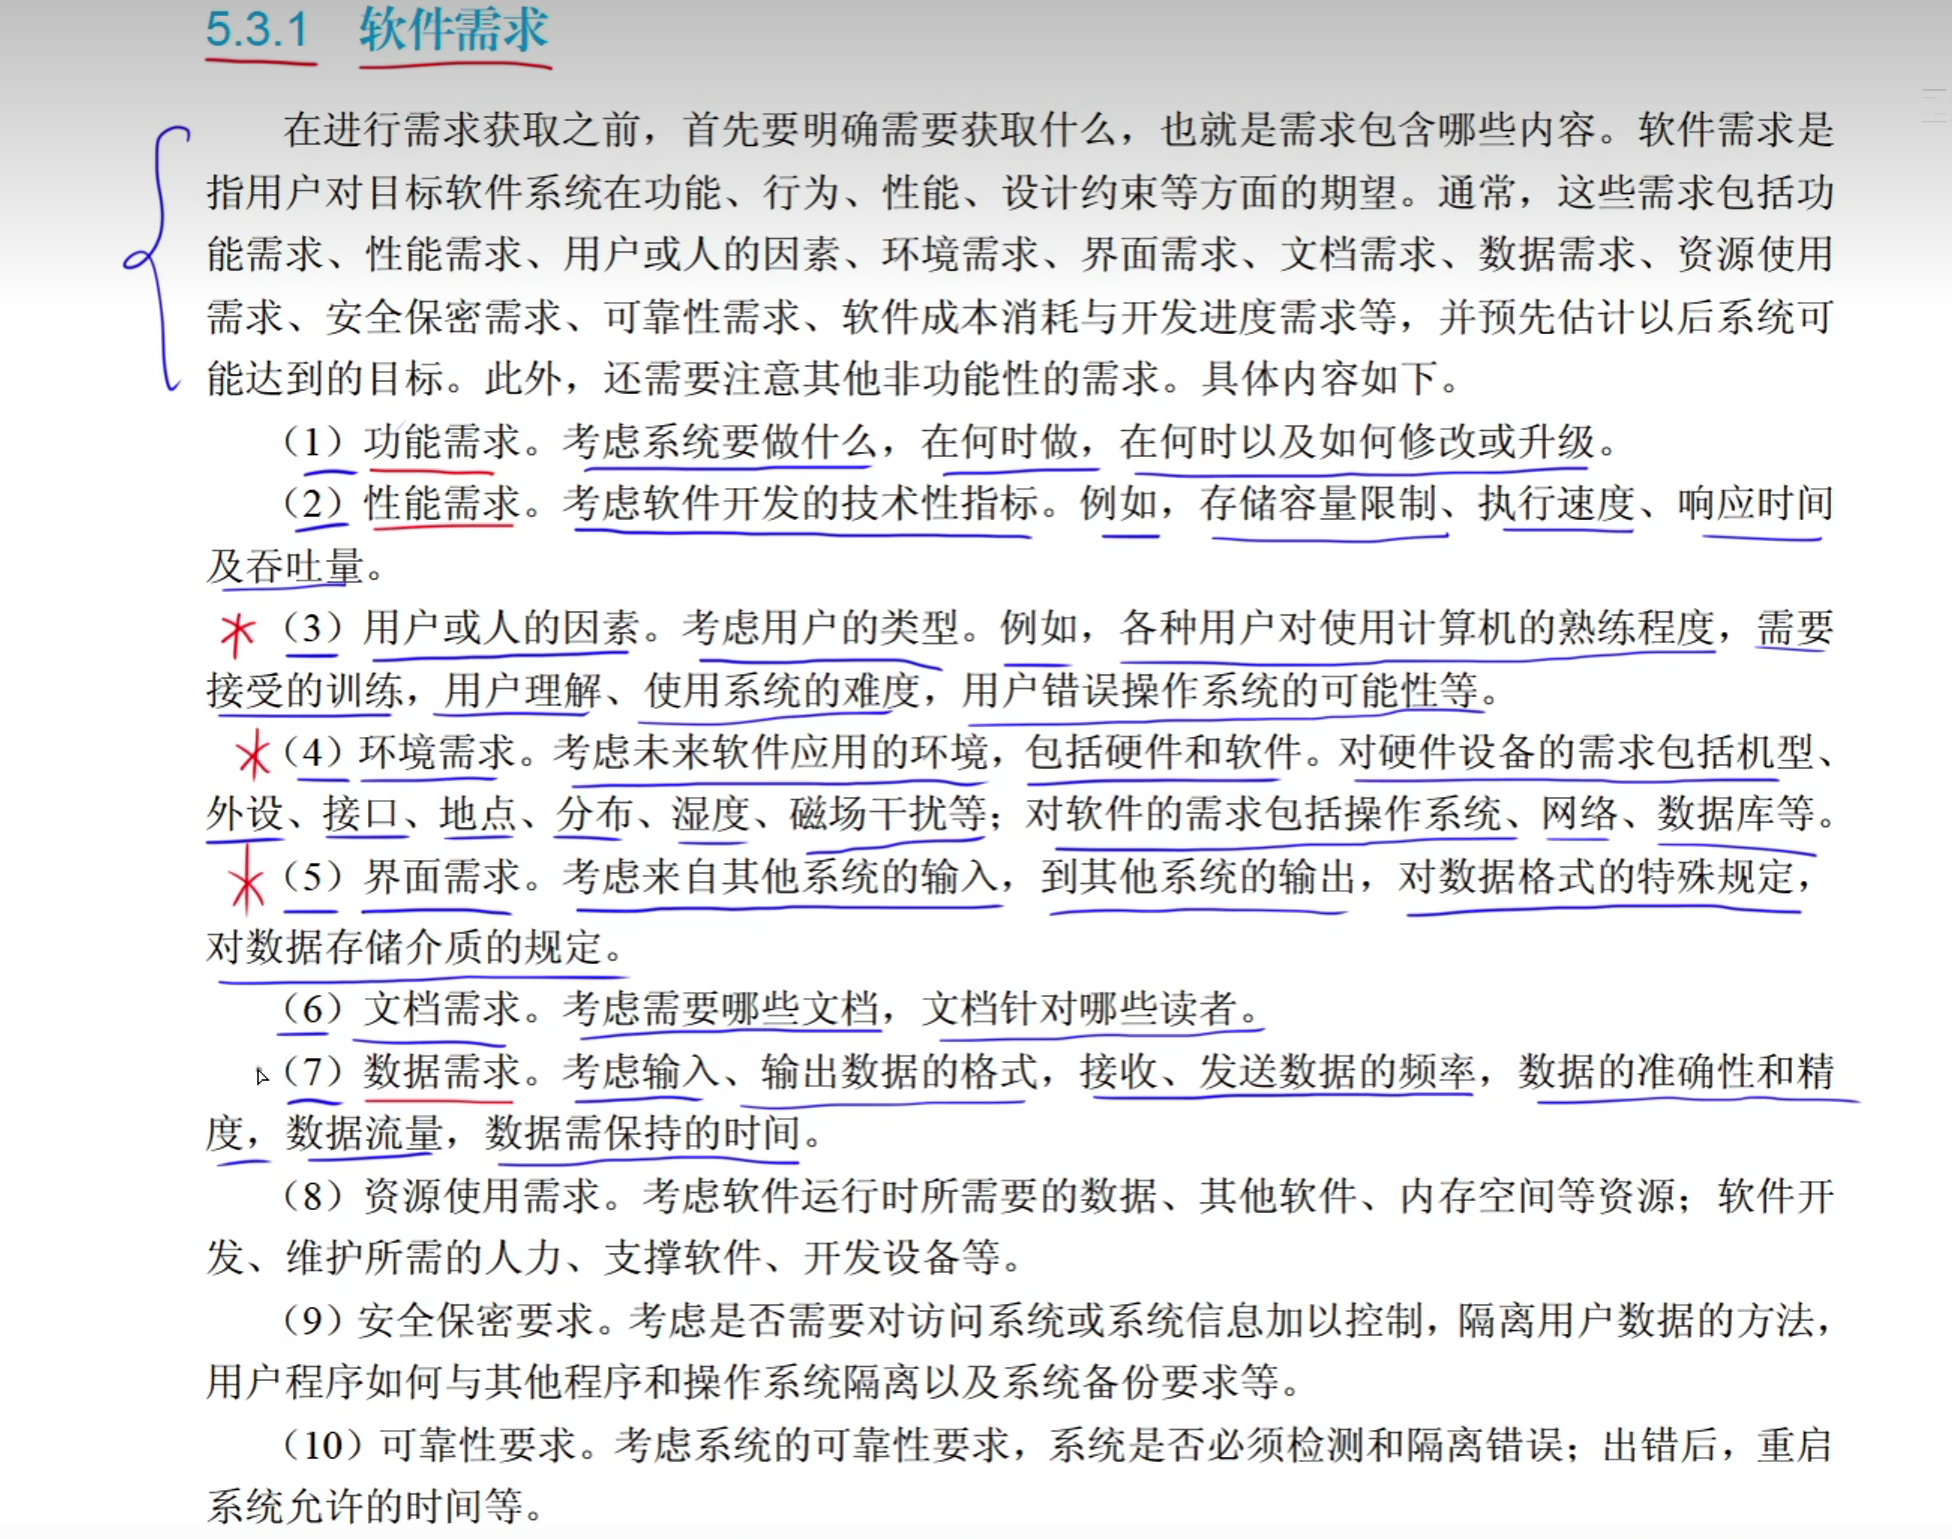 5.3.1 软件需求
在进行需求获取之前，首先要明确需要获取什么，也就是需求包含哪些内容。软件需求是
指用户对目标软件系统在功能、行为、性能、设计约束等方面的期望。通常，这些需求包括功
能需求、性能需求、用户或人的因素、环境需求、界面需求、文档需求、数据需求、资源使用
需求、安全保密需求、可靠性需求、软件成本消耗与开发进度需求等，并预先估计以后系统可
能达到的目标。此外，还需要注意其他非功能性的需求。具体内容如下。
（1）功能需求。考虑系统要做什么，在何时做，在何时以及如何修改或升级。
（2）性能需求。考虑软件开发的技术性指标。例如，存储容量限制、执行速度、响应时间
及吞吐量。
（3）用户或人的因素。考虑用户的类型。例如，各种用户对使用计算机的熟练程度，需要
接受的训练，用户理解、使用系统的难度，用户错误操作系统的可能性等。
（4）环境需求。考虑未来软件应用的环境，包括硬件和软件。对硬件设备的需求包括机型、
外设、接口、地点、分布、湿度、磁场干扰等；对软件的需求包括操作系统、网络、数据库等。
（5）界面需求。考虑来自其他系统的输入，到其他系统的输出，对数据格式的特殊规定，
对数据存储介质的规定。
（6）文档需求。考虑需要哪些文档，文档针对哪些读者。
（7）数据需求。考虑输入、输出数据的格式，接收、发送数据的频率，数据的准确性和精
度，数据流量，数据需保持的时间。
（8）资源使用需求。考虑软件运行时所需要的数据、其他软件、内存空间等资源；软件开
发、维护所需的人力、支撑软件、开发设备等。
（9）安全保密要求。考虑是否需要对访问系统或系统信息加以控制，隔离用户数据的方法，
用户程序如何与其他程序和操作系统隔离以及系统备份要求等。
（10）可靠性要求。考虑系统的可靠性要求，系统是否必须检测和隔离错误；出错后，重启
系统允许的时间等。